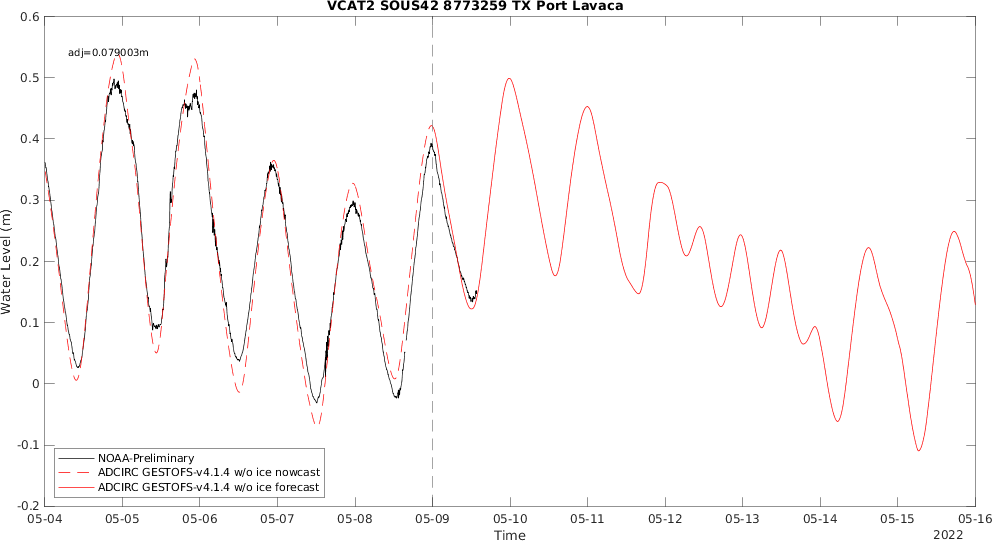 VCAT2 SOUS42 8773259 TX Port Lavaca
adj=0.079003m
0.6
0.5
0.4
0.3
0.2
0.1
0
-0.1
-0.2
Water Level (m)
NOAA-Preliminary
ADCIRC GESTOFS-v4.1.4 w/o ice nowcast
ADCIRC GESTOFS-v4.1.4 w/o ice forecast
05-04 05-05 05-06 05-07 05-08 05-09 05-10 05-11 05-12 05-13 05-14 05-15 05-16
Time
2022